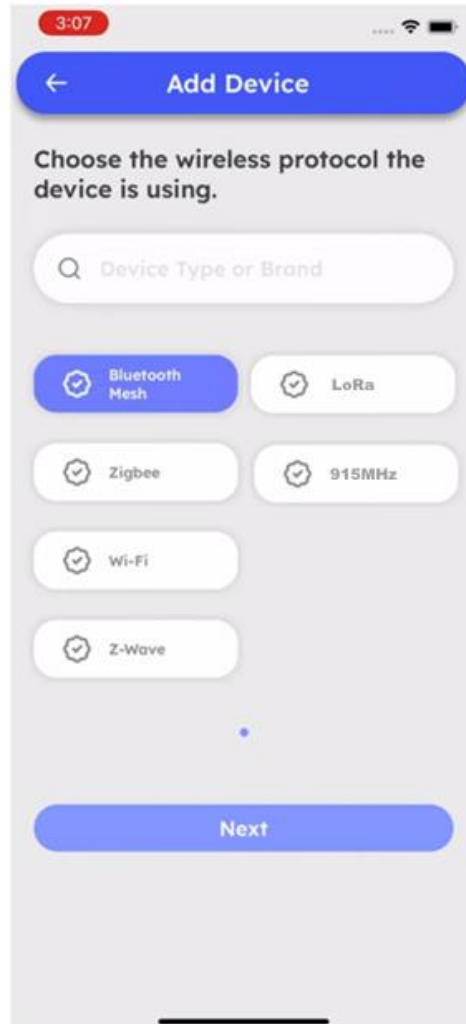 3:07
Add Device
Choose the wireless protocol the
device is using.
Device Type or Brand
Bluetooth
Mesh
LoRa
Zigbee
915MHz
Wi-Fi
Z-Wave
Next